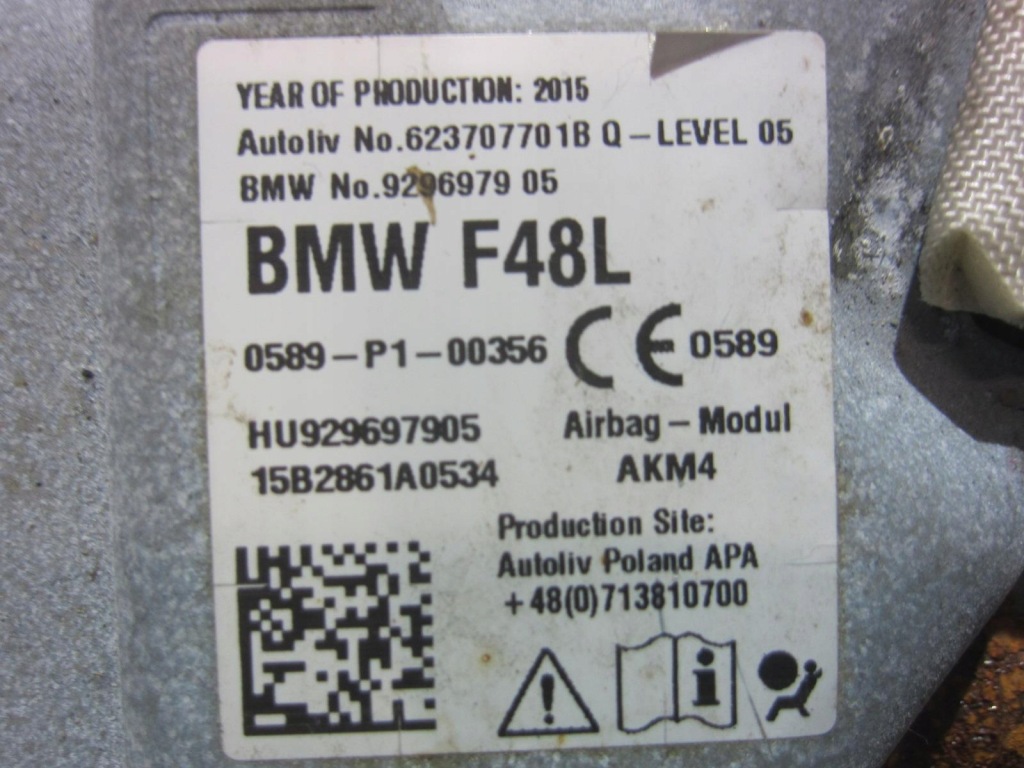 YEAR OF PRODUCTION: 2015
Autoliv No.623707701B Q-LEVEL 05
BMW No.9296979 05
BMW F48L
0589-P1-00356 CE 0589
HU929697905 Airbag-Modul
15B2861A0534 AKM4
Production Site:
Autoliv Poland APA
+48(0)713810700